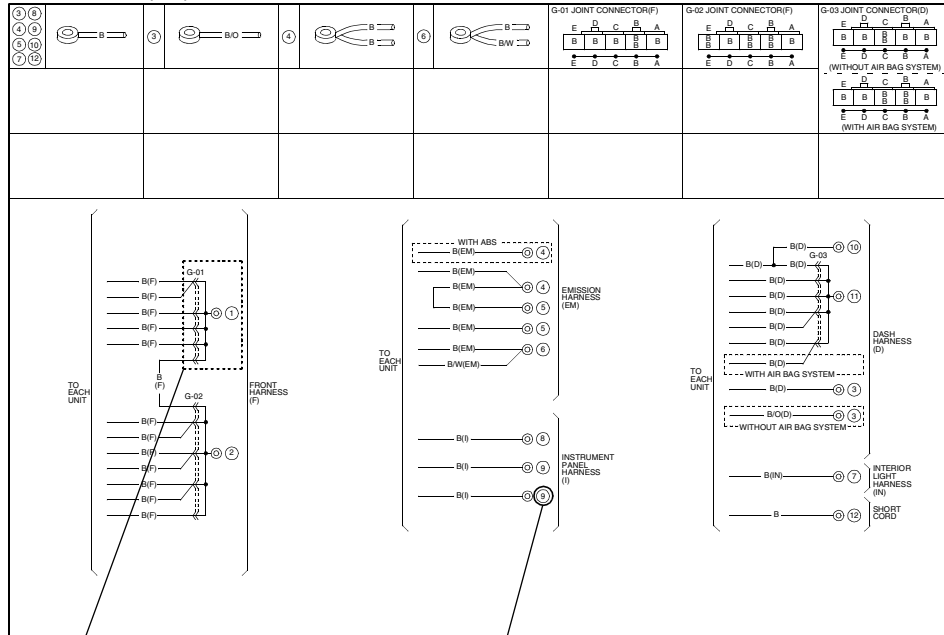 3 8
4 9
5 10
7 12
B
3
B/O
4
B
B
6
B
B/W
G-01 JOINT CONNECTOR(F)
E D C B A
B B B B B
B
E D C B A
G-02 JOINT CONNECTOR(F)
E D C B A
B B B B B
B B B
E D C B A
G-03 JOINT CONNECTOR(D)
E D C B A
B B B B B
B
E D C B A
(WITHOUT AIR BAG SYSTEM)
E D C B A
B B B B B
B B
E D C B A
(WITH AIR BAG SYSTEM)
TO
EACH
UNIT
G-01
B(F)
B(F)
B(F) 1
B(F)
B(F)
B
(F)
G-02
B(F)
B(F)
B(F) 2
B(F)
B(F)
B(F)
B(F)
FRONT
HARNESS
(F)
TO
EACH
UNIT
WITH ABS
B(EM) 4
B(EM)
B(EM) 4
B(EM) 5
B(EM) 5
B(EM) 6
B/W(EM)
EMISSION
HARNESS
(EM)
B(I) 8
B(I) 9
B(I) 9
INSTRUMENT
PANEL
HARNESS
(I)
TO
EACH
UNIT
B(D) 10
B(D) B(D) G-03
B(D)
B(D) 11
B(D)
B(D)
B(D)
B(D)
WITH AIR BAG SYSTEM
B(D) 3
B/O(D) 3
WITHOUT AIR BAG SYSTEM
DASH
HARNESS
(D)
B(IN) 7
INTERIOR
LIGHT
HARNESS
(IN)
B 12
SHORT
CORD